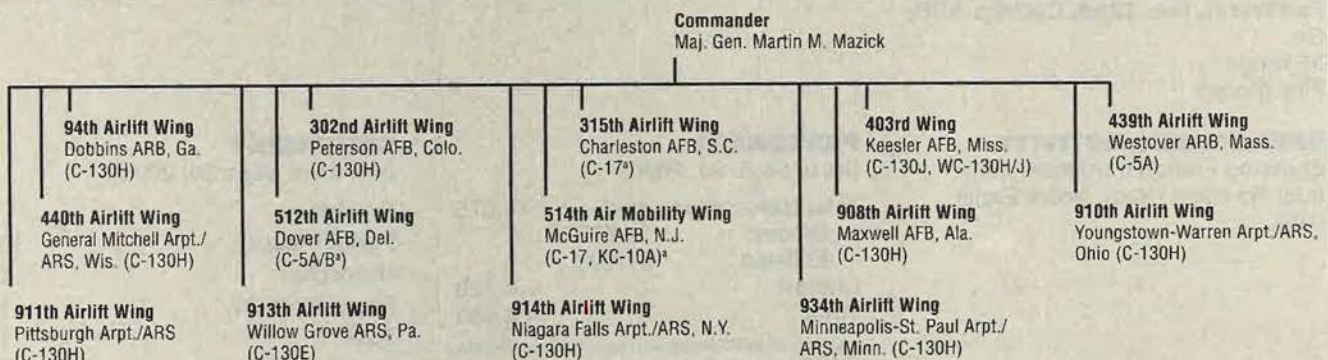 Commander
Maj. Gen. Martin M. Mazick
94th Airlift Wing
Dobbins ARB, Ga.
(C-130H)
302nd Airlift Wing
Peterson AFB, Colo.
(C-130H)
315th Airlift Wing
Charleston AFB, S.C.
(C-17ª)
403rd Wing
Keesler AFB, Miss.
(C-130J, WC-130H/J)
439th Airlift Wing
Westover ARB, Mass.
(C-5A)
440th Airlift Wing
General Mitchell Arpt./
ARS, Wis. (C-130H)
512th Airlift Wing
Dover AFB, Del.
(C-5A/Bª)
514th Air Mobility Wing
McGuire AFB, N.J.
(C-17, KC-10A)ª
908th Airlift Wing
Maxwell AFB, Ala.
(C-130H)
910th Airlift Wing
Youngstown-Warren Arpt./ARS,
Ohio (C-130H)
911th Airlift Wing
Pittsburgh Arpt./ARS
(C-130H)
913th Airlift Wing
Willow Grove ARS, Pa.
(C-130E)
914th Airlift Wing
Niagara Falls Arpt./ARS, N.Y.
(C-130H)
934th Airlift Wing
Minneapolis-St. Paul Arpt./
ARS, Minn. (C-130H)